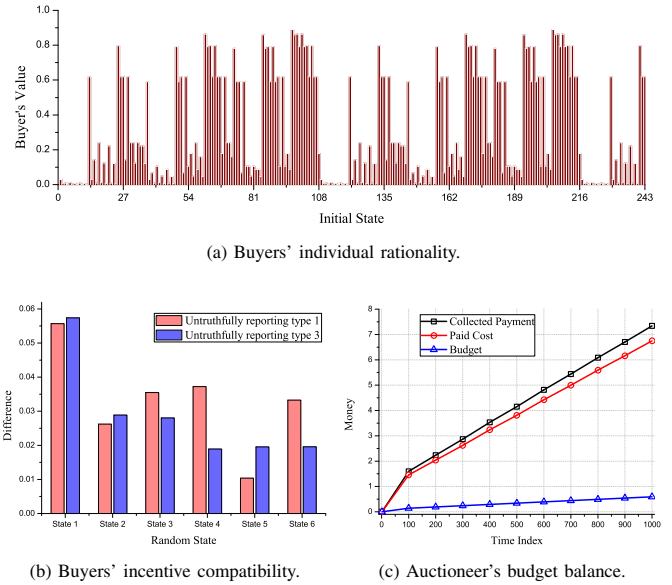 1.0
0.8
0.6
0.4
0.2
0.0
Buyer's Value
0 27 54 81 108 135 162 189 216 243
Initial State
(a) Buyers' individual rationality.
0.06
0.05
0.04
0.03
0.02
0.01
0.00
Difference
Untruthfully reporting type 1
Untruthfully reporting type 3
State 1 State 2 State 3 State 4 State 5 State 6
Random State
(b) Buyers' incentive compatibility.
8
7
6
5
4
3
2
1
0
Money
Collected Payment
Paid Cost
Budget
0 100 200 300 400 500 600 700 800 900 1000
Time Index
(c) Auctioneer's budget balance.